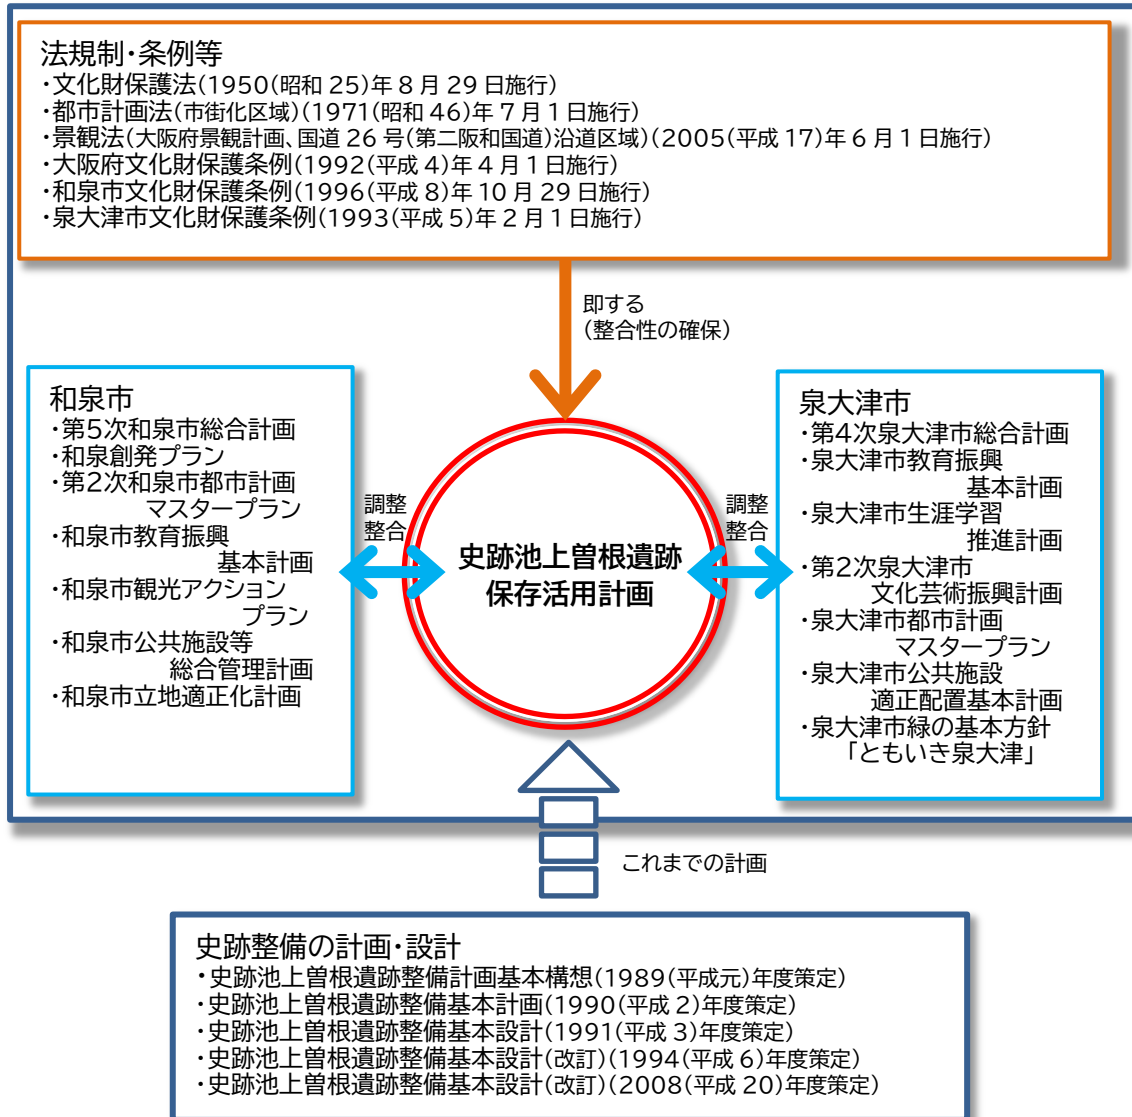 法規制・条例等
・文化財保護法(1950(昭和 25)年 8 月 29 日施行)
・都市計画法(市街化区域)(1971(昭和 46)年 7 月 1 日施行)
・景観法(大阪府景観計画、国道 26 号(第二阪和国道)沿道区域)(2005(平成 17)年 6 月 1 日施行)
・大阪府文化財保護条例(1992(平成 4)年 4 月 1 日施行)
・和泉市文化財保護条例(1996(平成 8)年 10 月 29 日施行)
・泉大津市文化財保護条例(1993(平成 5)年 2 月 1 日施行)
即する
(整合性の確保)
和泉市
・第5次和泉市総合計画
・和泉創発プラン
・第2次和泉市都市計画
マスタープラン
・和泉市教育振興
基本計画
・和泉市観光アクション
プラン
・和泉市公共施設等
総合管理計画
・和泉市立地適正化計画
調整
整合
史跡池上曽根遺跡
保存活用計画
調整
整合
泉大津市
・第4次泉大津市総合計画
・泉大津市教育振興
基本計画
・泉大津市生涯学習
推進計画
・第2次泉大津市
文化芸術振興計画
・泉大津市都市計画
マスタープラン
・泉大津市公共施設
適正配置基本計画
・泉大津市緑の基本方針
「ともいき泉大津」
これまでの計画
史跡整備の計画・設計
・史跡池上曽根遺跡整備計画基本構想(1989(平成元)年度策定)
・史跡池上曽根遺跡整備基本計画(1990(平成 2)年度策定)
・史跡池上曽根遺跡整備基本設計(1991(平成 3)年度策定)
・史跡池上曽根遺跡整備基本設計(改訂)(1994(平成 6)年度策定)
・史跡池上曽根遺跡整備基本設計(改訂)(2008(平成 20)年度策定)